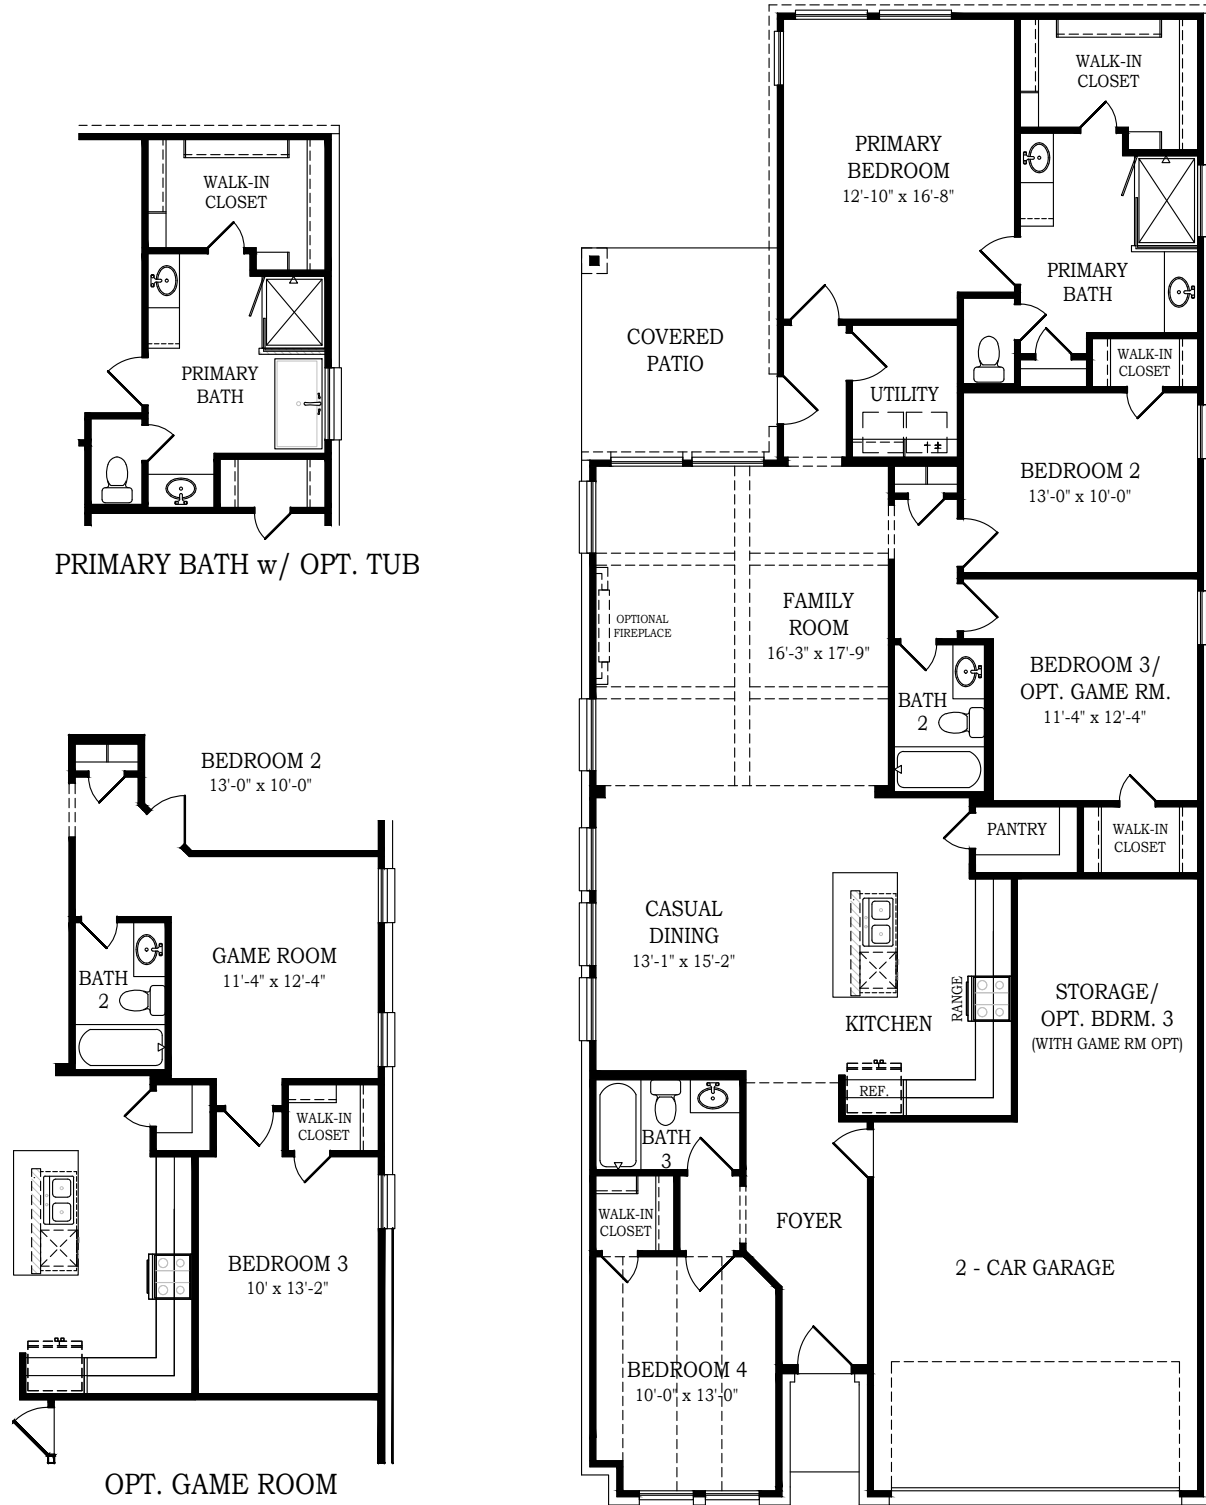 WALK-IN
CLOSET
PRIMARY
BATH
PRIMARY BATH w/ OPT. TUB
BEDROOM 2
13'-0" x 10'-0"
GAME ROOM
11'-4" x 12'-4"
BATH
2
WALK-IN
CLOSET
BEDROOM 3
10' x 13'-2"
OPT. GAME ROOM
WALK-IN
CLOSET
PRIMARY
BEDROOM
12'-10" x 16'-8"
PRIMARY
BATH
COVERED
PATIO
WALK-IN
CLOSET
UTILITY
BEDROOM 2
13'-0" x 10'-0"
FAMILY
ROOM
16'-3" x 17'-9"
OPTIONAL
FIREPLACE
BEDROOM 3/
OPT. GAME RM.
11'-4" x 12'-4"
BATH
2
PANTRY
WALK-IN
CLOSET
CASUAL
DINING
13'-1" x 15'-2"
RANGE
KITCHEN
STORAGE/
OPT. BDRM. 3
(WITH GAME RM OPT)
REF.
BATH
3
WALK-IN
CLOSET
FOYER
2 - CAR GARAGE
BEDROOM 4
10'-0" x 13'-0"